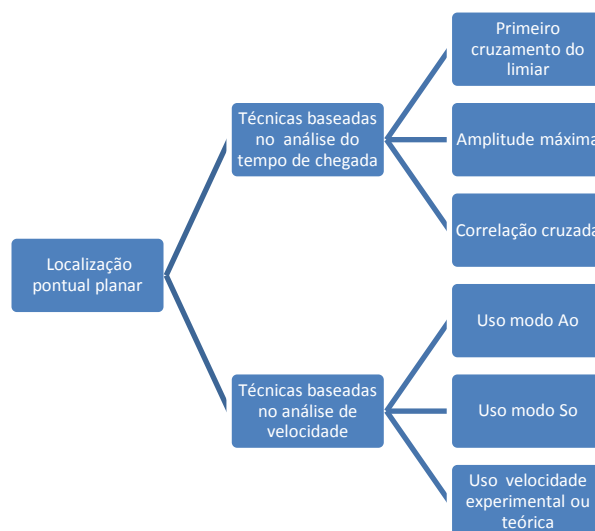 Primeiro
cruzamento do
limiar
Técnicas baseadas
no análise do
tempo de chegada
Amplitude máxima
Correlação cruzada
Localização
pontual planar
Uso modo Ao
Técnicas baseadas
no análise de
velocidade
Uso modo So
Uso velocidade
experimental ou
teórica